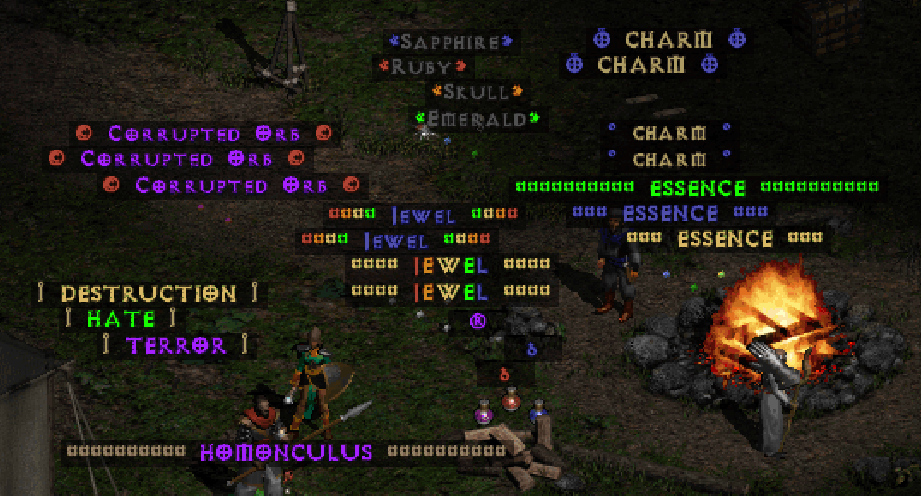 SAPPHIRE
RUBY
SKULL
EMERALD
CHARM
CHARM
CHARM
CHARM
CORRUPTED ORB
CORRUPTED ORB
CORRUPTED ORB
ESSENCE
ESSENCE
ESSENCE
JEWEL
JEWEL
JEWEL
JEWEL
DESTRUCTION
HATE
TERROR
®
HOMONCULUS